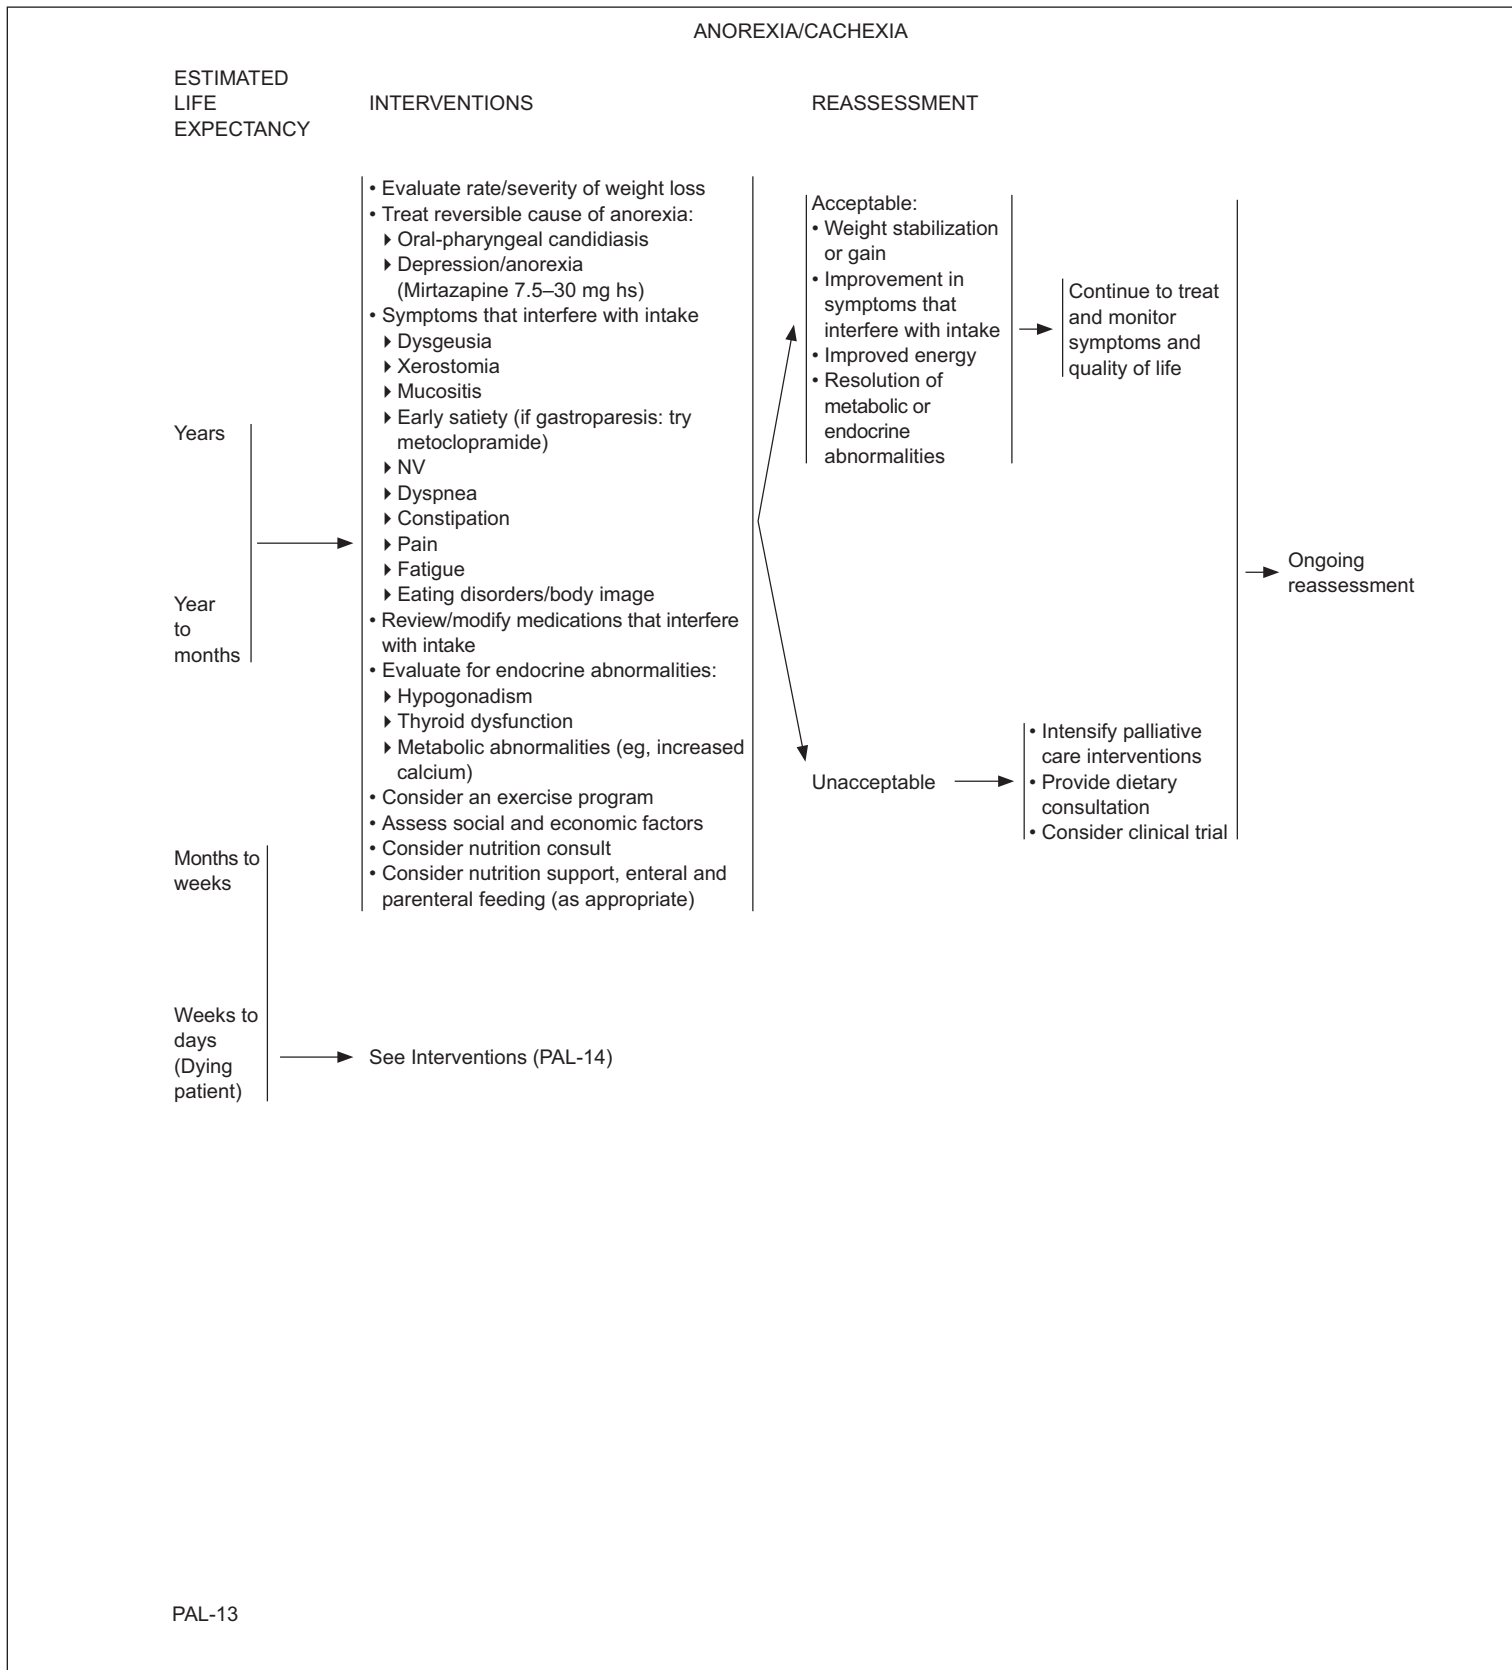 ANOREXIA/CACHEXIA
ESTIMATED
LIFE
EXPECTANCY
INTERVENTIONS
REASSESSMENT
Years
Year
to
months
• Evaluate rate/severity of weight loss
• Treat reversible cause of anorexia:
Oral-pharyngeal candidiasis
Depression/anorexia
(Mirtazapine 7.5–30 mg hs)
• Symptoms that interfere with intake
Dysgeusia
Xerostomia
Mucositis
Early satiety (if gastroparesis: try
metoclopramide)
NV
Dyspnea
Constipation
Pain
Fatigue
Eating disorders/body image
• Review/modify medications that interfere
with intake
• Evaluate for endocrine abnormalities:
Hypogonadism
Thyroid dysfunction
Metabolic abnormalities (eg, increased
calcium)
• Consider an exercise program
• Assess social and economic factors
• Consider nutrition consult
• Consider nutrition support, enteral and
parenteral feeding (as appropriate)
Acceptable:
• Weight stabilization
or gain
• Improvement in
symptoms that
interfere with intake
• Improved energy
• Resolution of
metabolic or
endocrine
abnormalities
Continue to treat
and monitor
symptoms and
quality of life
Unacceptable
• Intensify palliative
care interventions
• Provide dietary
consultation
• Consider clinical trial
Ongoing
reassessment
Months to
weeks
Weeks to
days
(Dying
patient)
See Interventions (PAL-14)
PAL-13